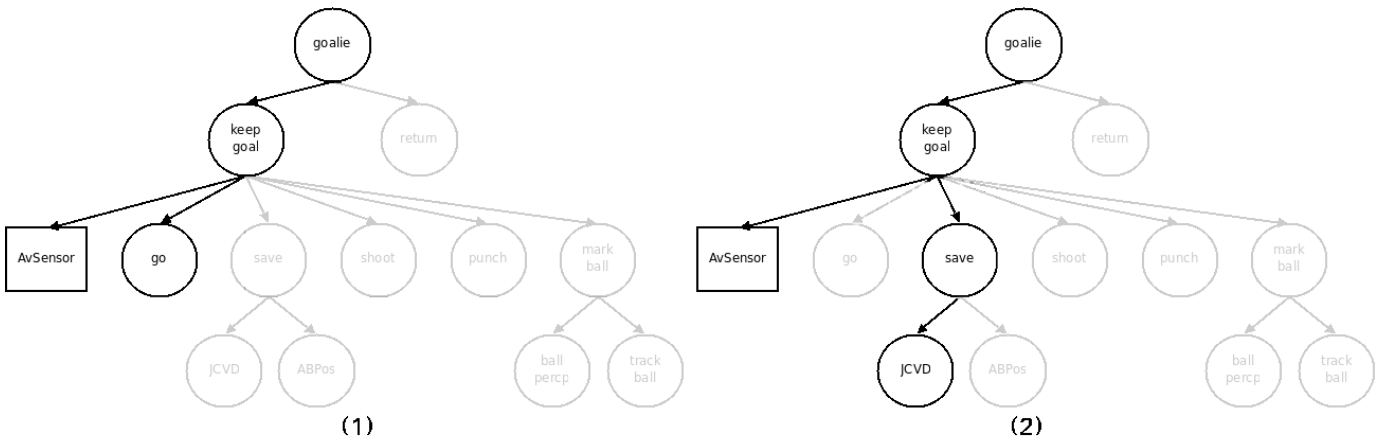 goalie
keep
goal
return
AvSensor
go
save
shoot
punch
mark
ball
JCVD
ABPos
ball
percp
track
ball
(1)
goalie
keep
goal
return
AvSensor
go
save
shoot
punch
mark
ball
JCVD
ABPos
ball
percp
track
ball
(2)